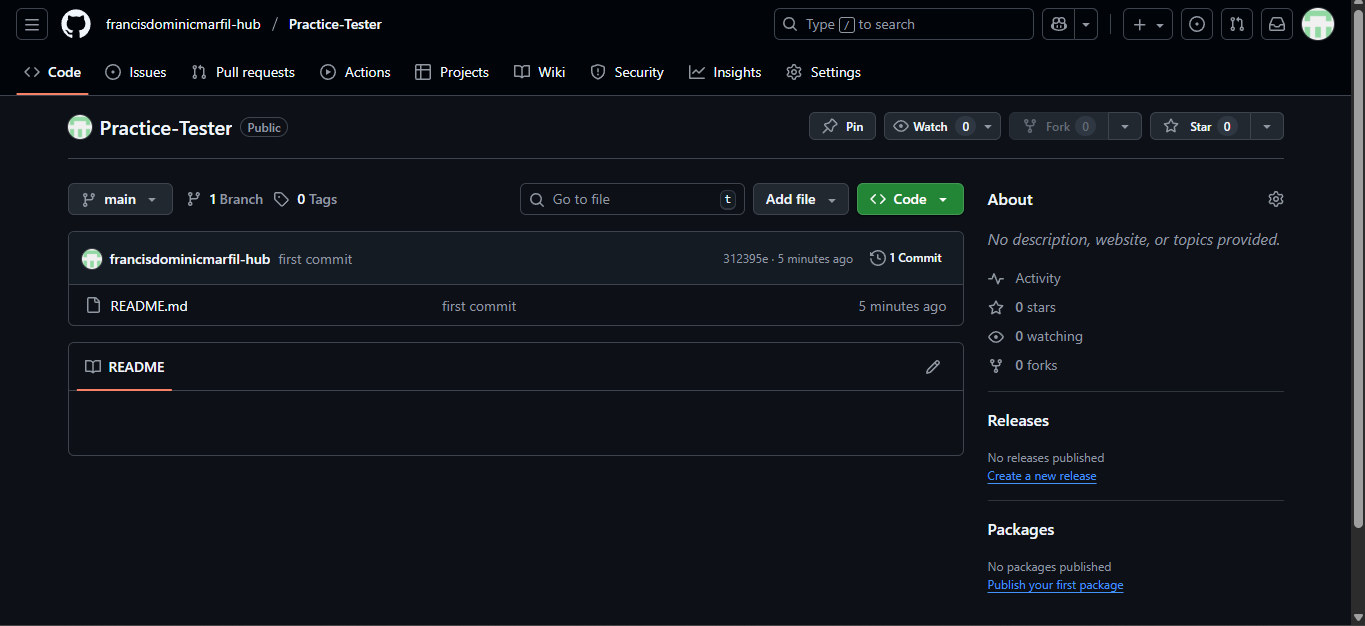 francisdominicmarfil-hub / Practice-Tester
Type / to search
Code Issues Pull requests Actions Projects Wiki Security Insights Settings
Practice-Tester Public
Pin Watch 0 Fork 0 Star 0
main 1 Branch 0 Tags
Go to file t Add file Code
francisdominicmarfil-hub first commit 312395e · 5 minutes ago 1 Commit
README.md first commit 5 minutes ago
README
About
No description, website, or topics provided.
Activity
0 stars
0 watching
0 forks
Releases
No releases published
Create a new release
Packages
No packages published
Publish your first package